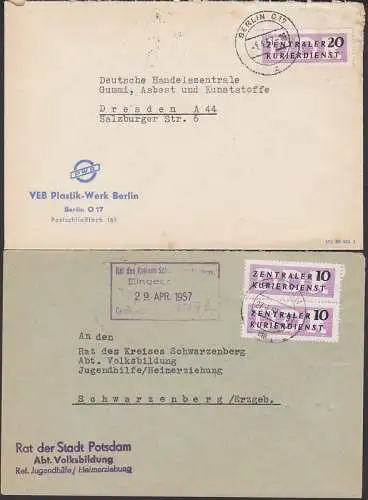 BERLIN O 17
ZENTRALER 20
KURIERDIENST
Deutsche Handelszentrale
Gummi, Asbest und Kunststoffe
Dresden A 44
Salzburger Str. 6
PWB
VEB Plastik-Werk Berlin
Berlin O 17
Postschließfach
Rat des Kreises
29. APR. 1957
ZENTRALER 10
KURIERDIENST
ZENTRALER 10
KURIERDIENST
An den
Rat des Kreises Schwarzenberg
Abt. Volksbildung
Jugendhilfe/Heimerziehung
Schwarzenberg /Erzgeb.
Rat der Stadt Potsdam
Abt. Volksbildung
Ref. Jugendhilfe/ Heimerziehung